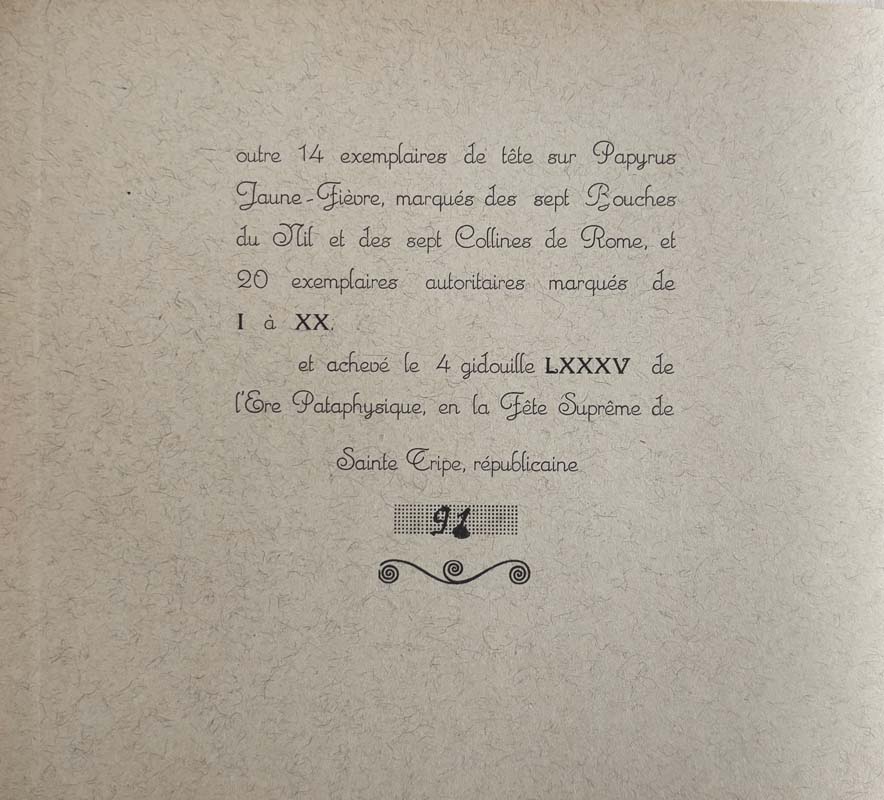 outre 14 exemplaires de tête sur Papyrus
Jaune-Fièvre, marqués des sept Bouches
du Nil et des sept Collines de Rome, et
20 exemplaires autoritaires marqués de
I à XX.
et achevé le 4 gidouille LXXXV de
l'Ere Pataphysique, en la Fête Suprême de
Sainte Tripe, républicaine
91